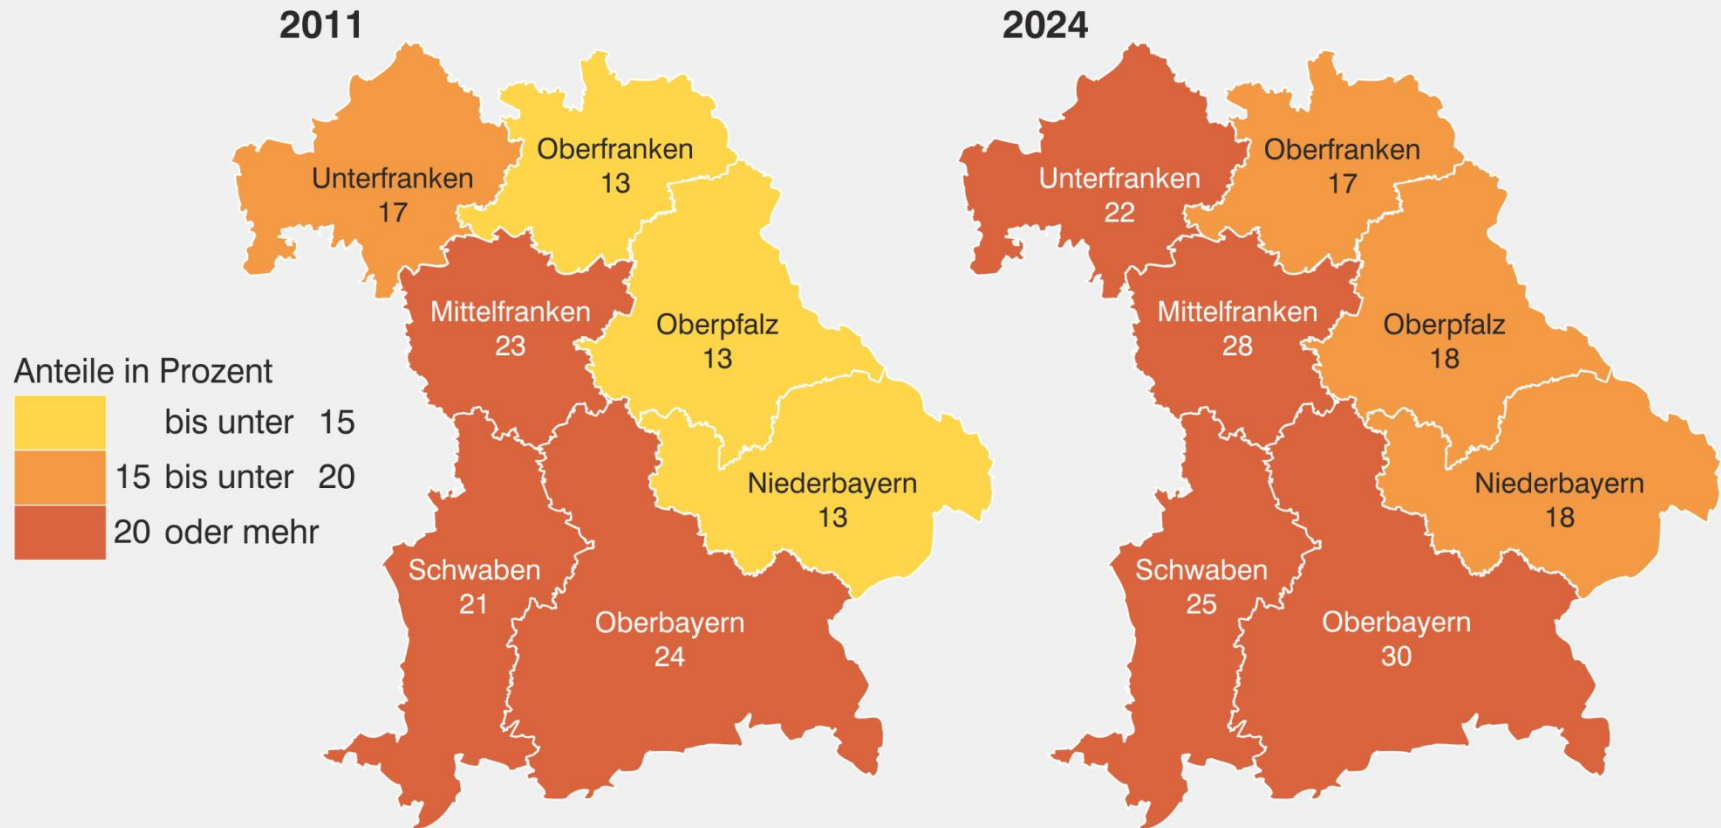 2011
Oberfranken
13
Unterfranken
17
Mittelfranken
23
Oberpfalz
13
Niederbayern
13
Schwaben
21
Oberbayern
24
2024
Oberfranken
17
Unterfranken
22
Mittelfranken
28
Oberpfalz
18
Niederbayern
18
Schwaben
25
Oberbayern
30
Anteile in Prozent
bis unter 15
15 bis unter 20
20 oder mehr